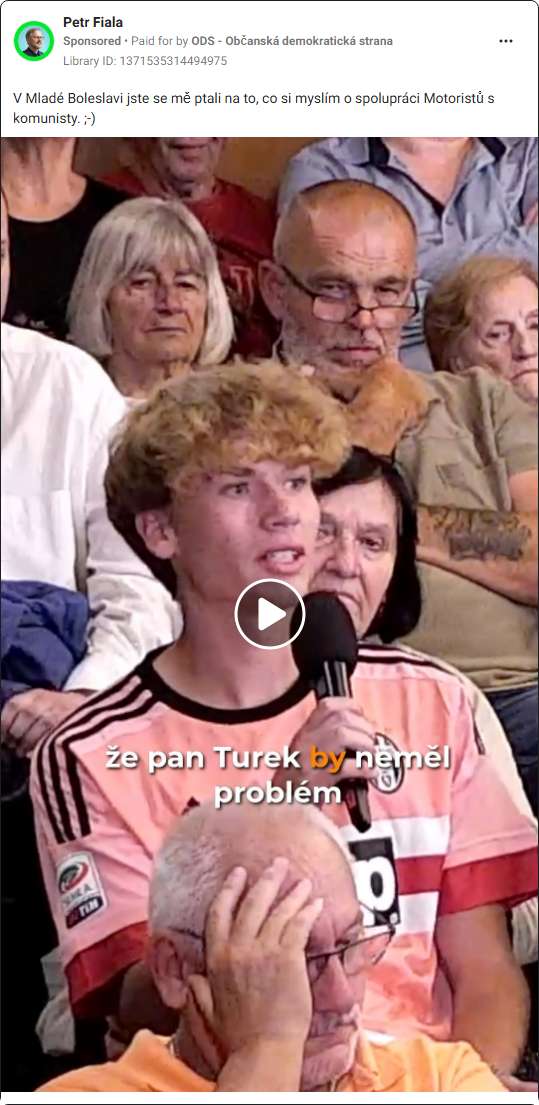 Petr Fiala
Sponsored • Paid for by ODS - Občanská demokratická strana
Library ID: 1371535314494975
V Mladé Boleslavi jste se mě ptali na to, co si myslím o spolupráci Motoristů s
komunisty. ;-)
že pan Turek by neměl
problém
TIM